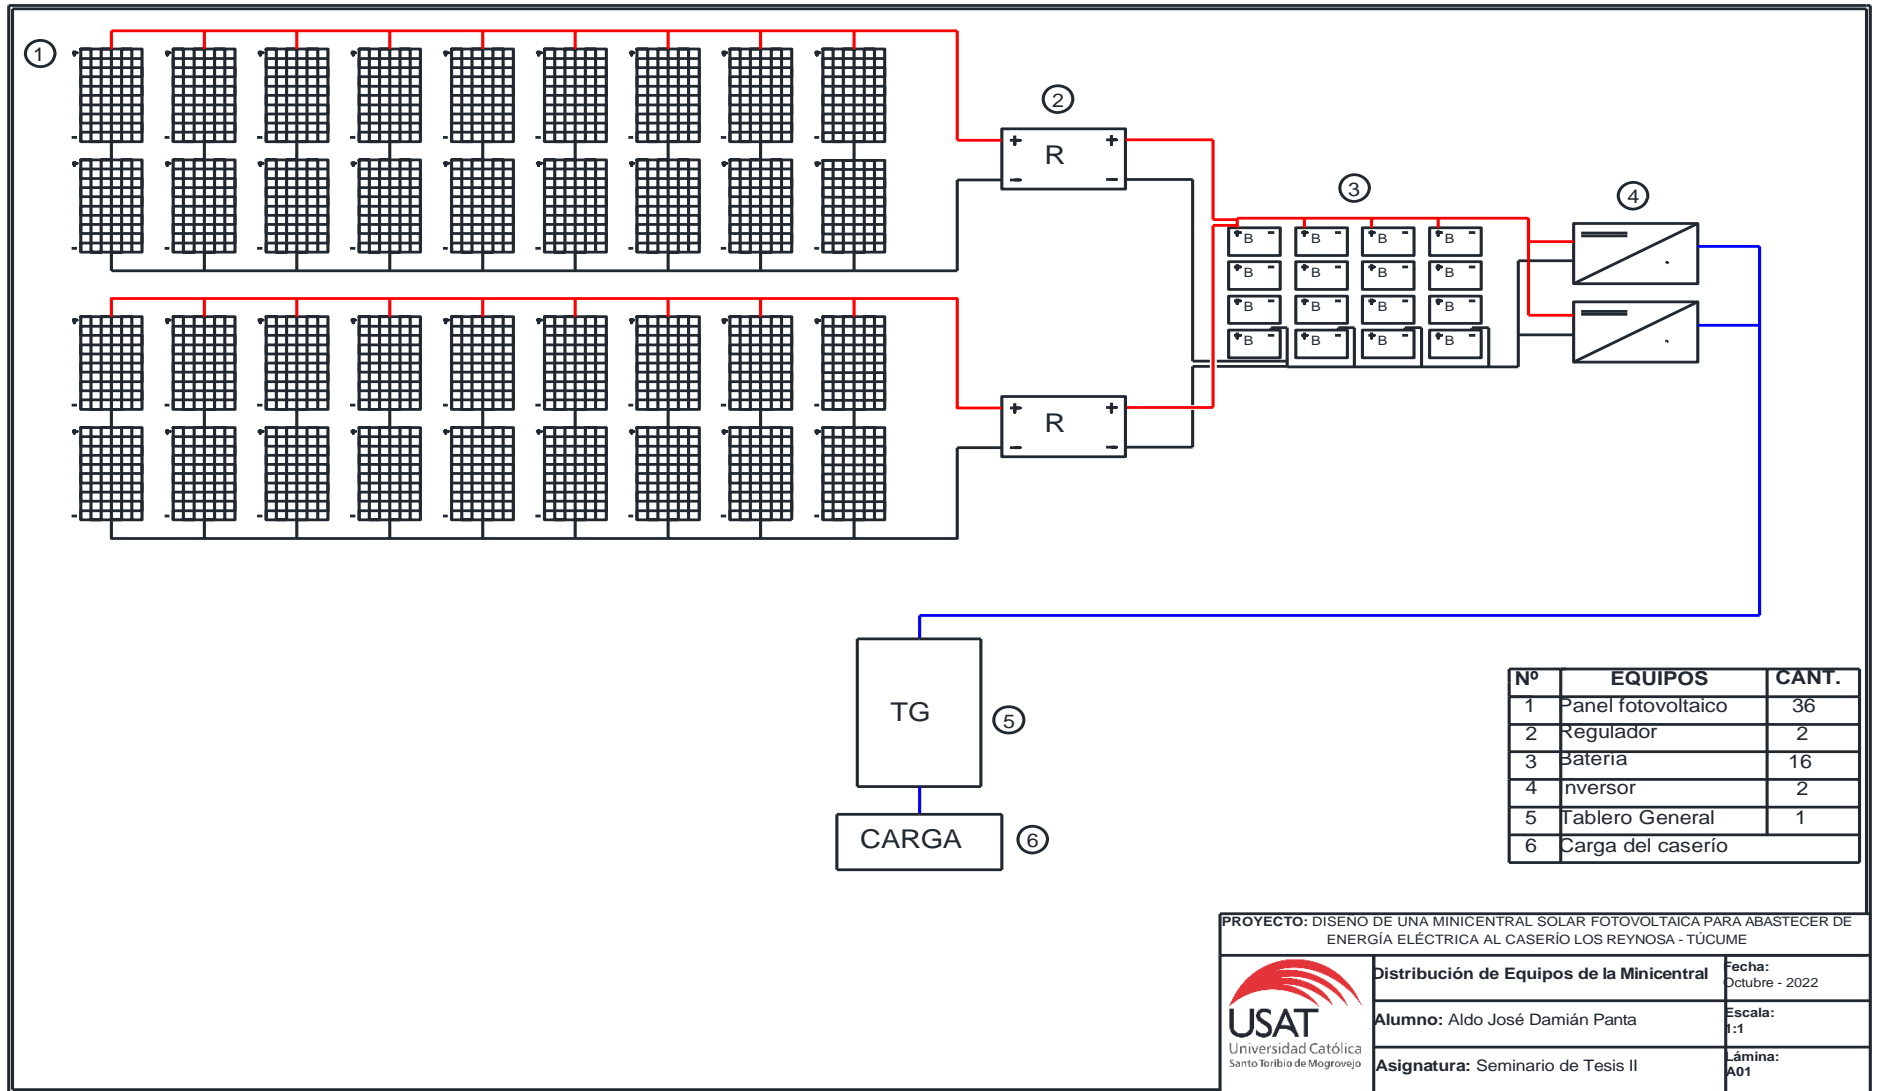 1
2
3
4
+ +
R
- -
+ B - + B - + B - + B -
+ B - + B - + B - + B -
+ B - + B - + B - + B -
+ B - + B - + B - + B -
+ +
R
- -
TG
5
CARGA
6
Nº EQUIPOS CANT.
1 Panel fotovoltaico 36
2 Regulador 2
3 Batería 16
4 Inversor 2
5 Tablero General 1
6 Carga del caserío
PROYECTO: DISEÑO DE UNA MINICENTRAL SOLAR FOTOVOLTAICA PARA ABASTECER DE
ENERGÍA ELÉCTRICA AL CASERÍO LOS REYNOSA - TÚCUME
USAT
Universidad Católica
Santo Toribio de Mogrovejo
Distribución de Equipos de la Minicentral
Fecha:
Octubre - 2022
Alumno: Aldo José Damián Panta
Escala:
1:1
Asignatura: Seminario de Tesis II
Lámina:
A01